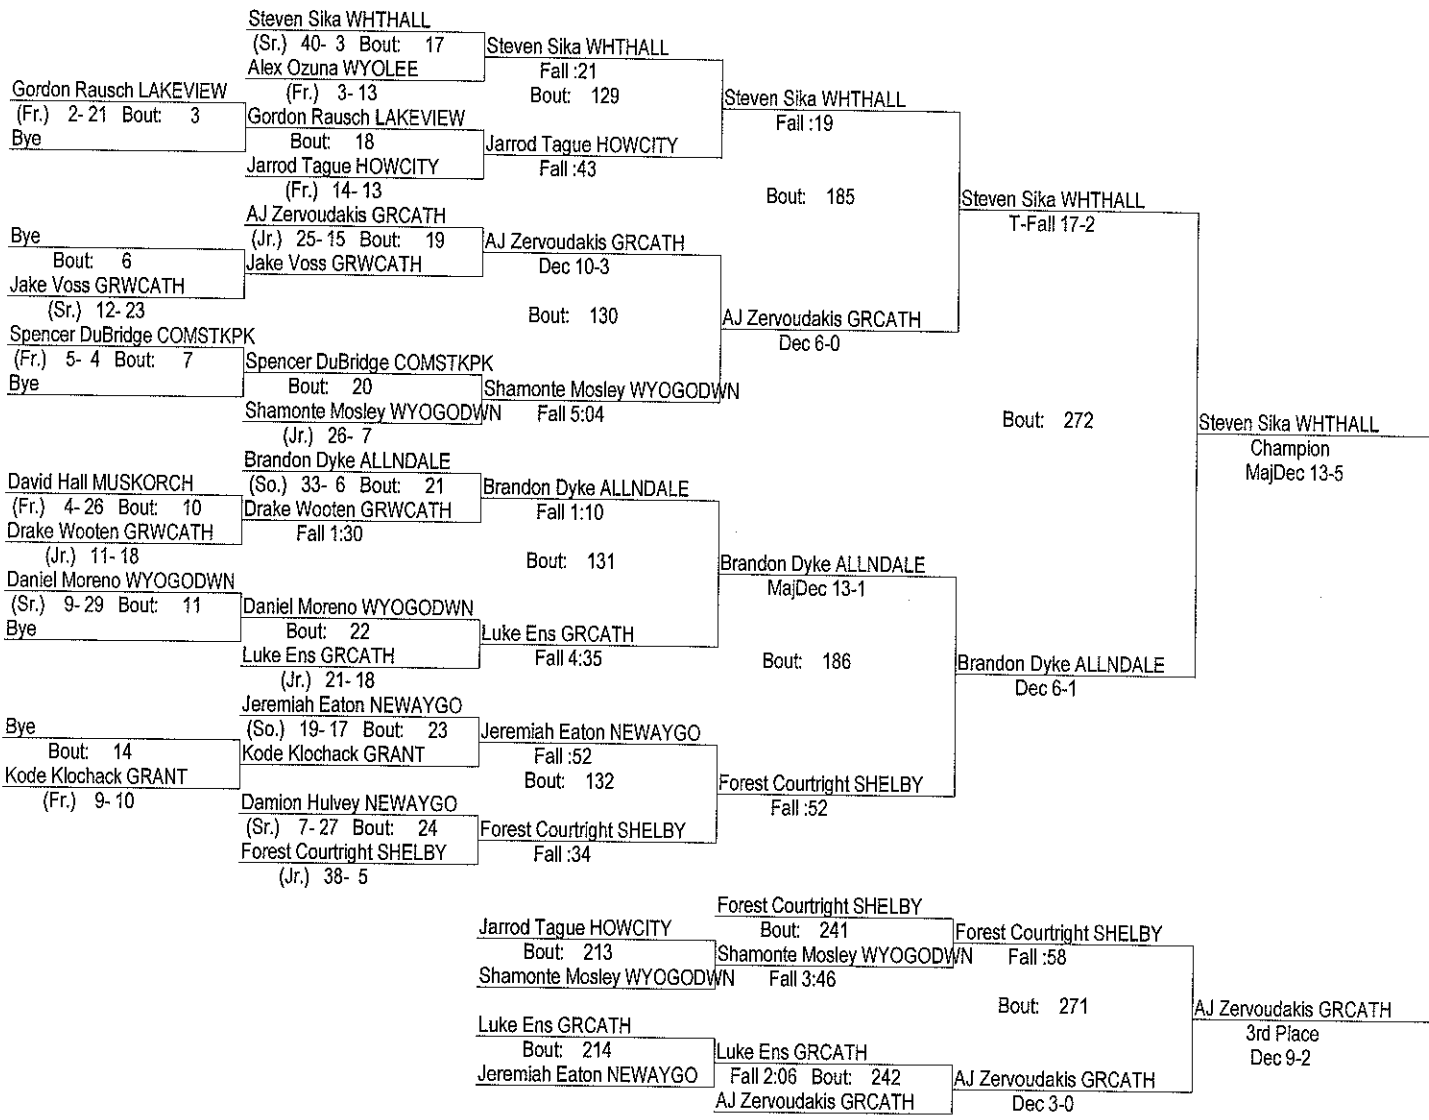 Steven Sika WHTHALL
(Sr.) 40- 3 Bout: 17
Alex Ozuna WYOLEE
(Fr.) 3- 13
Gordon Rausch LAKEVIEW
(Fr.) 2- 21 Bout: 3
Bye
Gordon Rausch LAKEVIEW
Bout: 18
Jarrod Tague HOWCITY
(Fr.) 14- 13
AJ Zervoudakis GRCATH
(Jr.) 25- 15 Bout: 19
Jake Voss GRWCATH
Bye
Bout: 6
Jake Voss GRWCATH
(Sr.) 12- 23
Spencer DuBridge COMSTKPK
(Fr.) 5- 4 Bout: 7
Bye
Spencer DuBridge COMSTKPK
Bout: 20
Shamonte Mosley WYOGODWN
(Jr.) 26- 7
Brandon Dyke ALLNDALE
(So.) 33- 6 Bout: 21
Drake Wooten GRWCATH
Fall 1:30
David Hall MUSKORCH
(Fr.) 4- 26 Bout: 10
Drake Wooten GRWCATH
(Jr.) 11- 18
Daniel Moreno WYOGODWN
(Sr.) 9- 29 Bout: 11
Bye
Daniel Moreno WYOGODWN
Bout: 22
Luke Ens GRCATH
(Jr.) 21- 18
Jeremiah Eaton NEWAYGO
(So.) 19- 17 Bout: 23
Kode Klochack GRANT
Bye
Bout: 14
Kode Klochack GRANT
(Fr.) 9- 10
Damion Hulvey NEWAYGO
(Sr.) 7- 27 Bout: 24
Forest Courtright SHELBY
(Jr.) 38- 5
Steven Sika WHTHALL
Fall :21
Bout: 129
Jarrod Tague HOWCITY
Fall :43
AJ Zervoudakis GRCATH
Dec 10-3
Bout: 130
Shamonte Mosley WYOGODWN
Fall 5:04
Brandon Dyke ALLNDALE
Fall 1:10
Bout: 131
Luke Ens GRCATH
Fall 4:35
Jeremiah Eaton NEWAYGO
Fall :52
Bout: 132
Forest Courtright SHELBY
Fall :34
Steven Sika WHTHALL
Fall :19
Bout: 185
AJ Zervoudakis GRCATH
Dec 6-0
Brandon Dyke ALLNDALE
MajDec 13-1
Bout: 186
Forest Courtright SHELBY
Fall :52
Steven Sika WHTHALL
T-Fall 17-2
Bout: 272
Brandon Dyke ALLNDALE
Dec 6-1
Steven Sika WHTHALL
Champion
MajDec 13-5
Jarrod Tague HOWCITY
Bout: 213
Shamonte Mosley WYOGODWN
Luke Ens GRCATH
Bout: 214
Jeremiah Eaton NEWAYGO
Forest Courtright SHELBY
Bout: 241
Shamonte Mosley WYOGODWN
Fall 3:46
Luke Ens GRCATH
Fall 2:06 Bout: 242
AJ Zervoudakis GRCATH
Forest Courtright SHELBY
Fall :58
Bout: 271
AJ Zervoudakis GRCATH
Dec 3-0
AJ Zervoudakis GRCATH
3rd Place
Dec 9-2